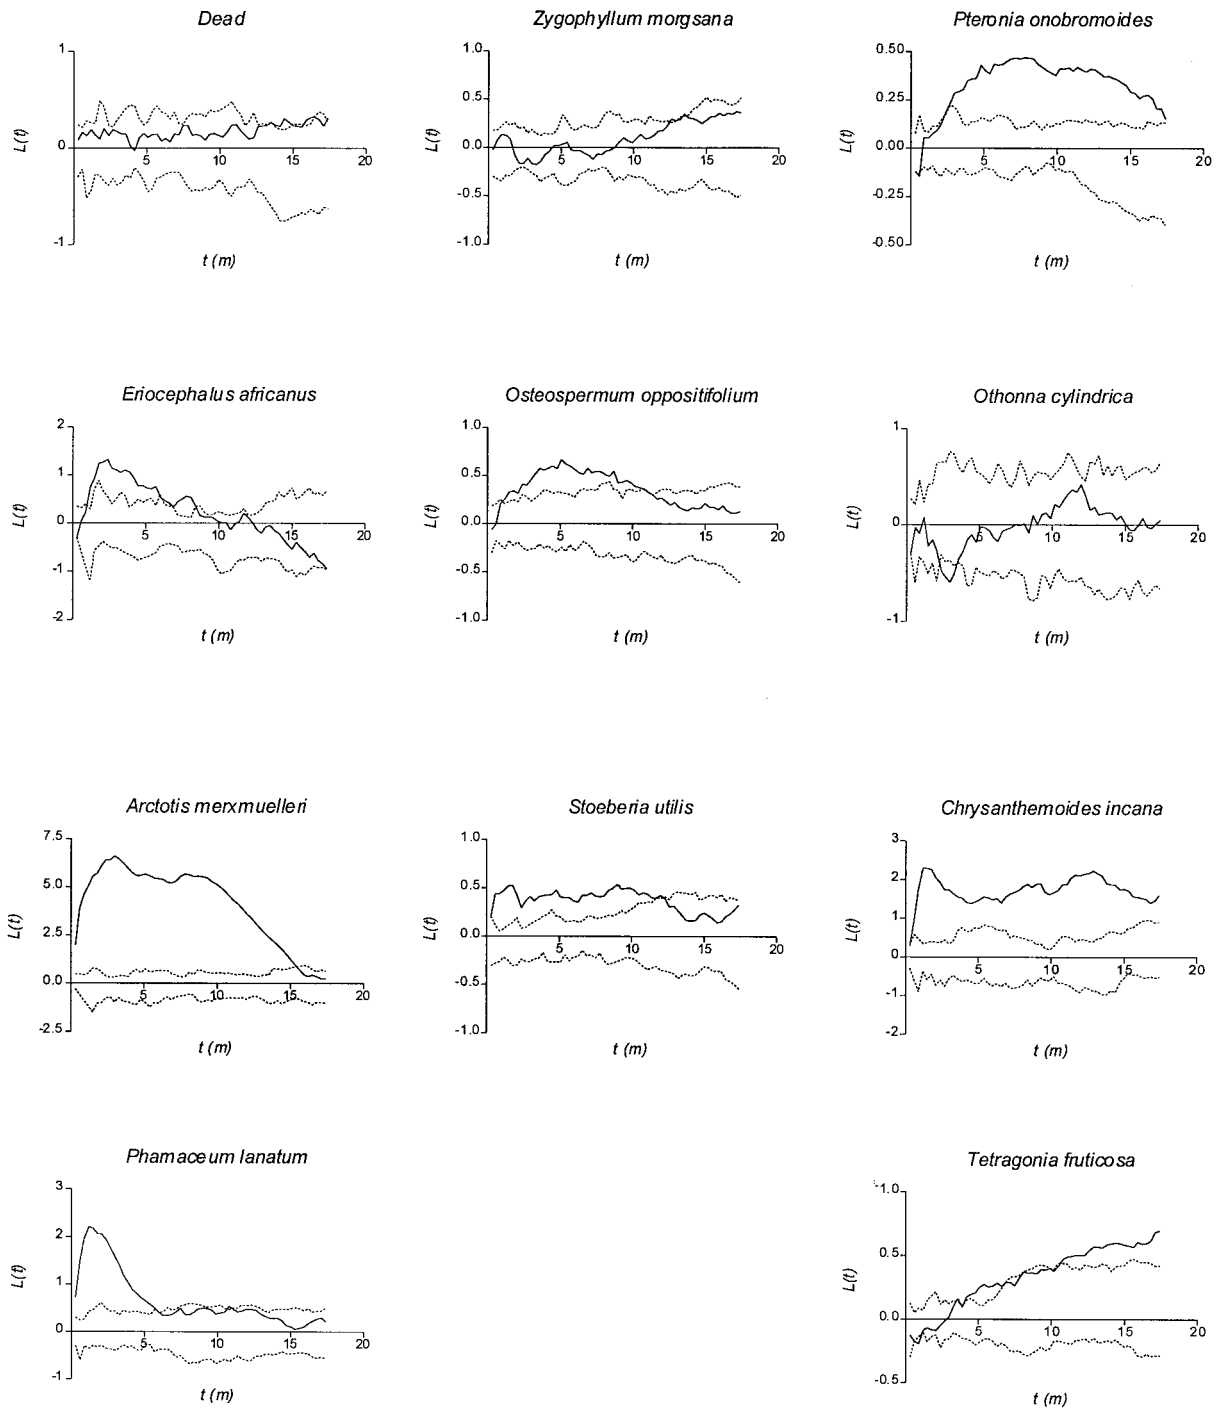 Dead
1
0
-1
5
10
15
20
L(t)
t (m)
Zygophyllum morgsana
1.0
0.5
0.0
-0.5
-1.0
5
10
15
20
L(t)
t (m)
Pteronia onobromoides
0.50
0.25
0.00
-0.25
-0.50
5
10
15
20
L(t)
t (m)
Eriocephalus africanus
2
1
0
-1
-2
5
10
15
20
L(t)
t (m)
Osteospermum oppositifolium
1.0
0.5
0.0
-0.5
-1.0
5
10
15
20
L(t)
t (m)
Othonna cylindrica
1
0
-1
5
10
15
20
L(t)
t (m)
Arctotis merxmuelleri
7.5
5.0
2.5
0.0
-2.5
5
10
15
20
L(t)
t (m)
Stoeberia utilis
1.0
0.5
0.0
-0.5
-1.0
5
10
15
20
L(t)
t (m)
Chrysanthemoides incana
3
2
1
0
-1
-2
5
10
15
20
L(t)
t (m)
Phamaceum lanatum
3
2
1
0
-1
5
10
15
20
L(t)
t (m)
Tetragonia fruticosa
1.0
0.5
0.0
-0.5
5
10
15
20
L(t)
t (m)